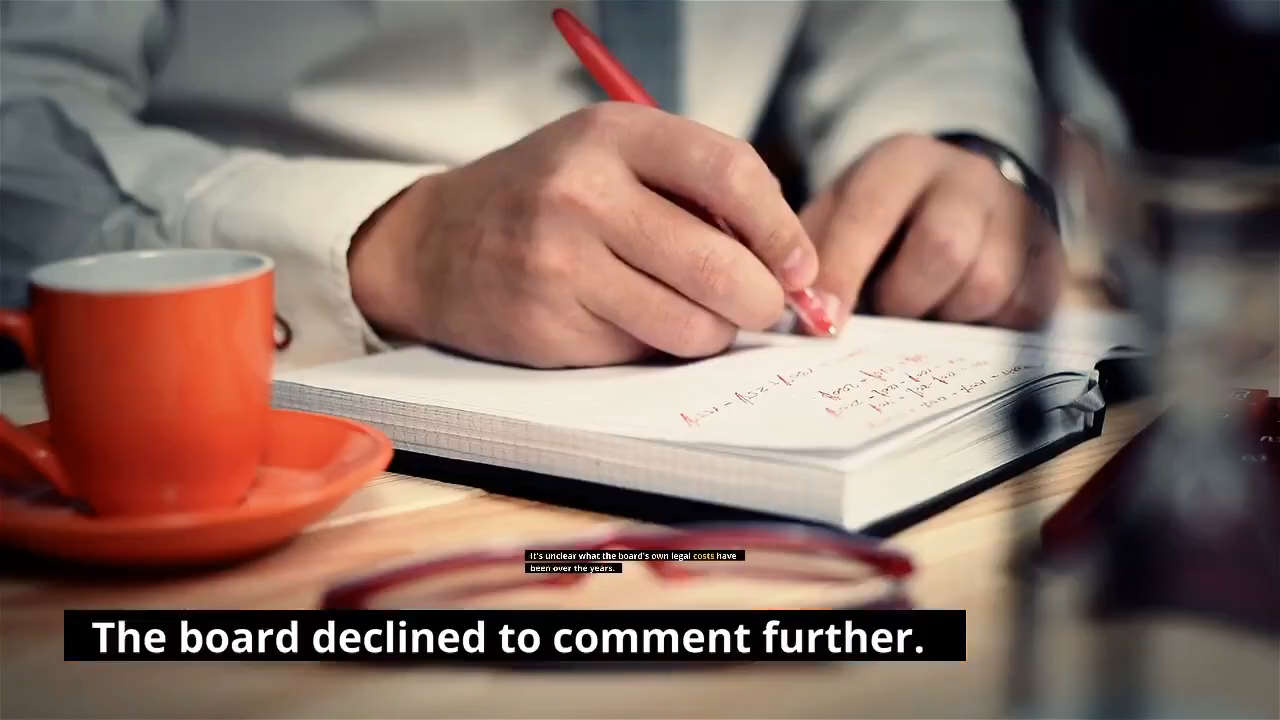 It's unclear what the board's own legal costs have
been over the years.
The board declined to comment further.